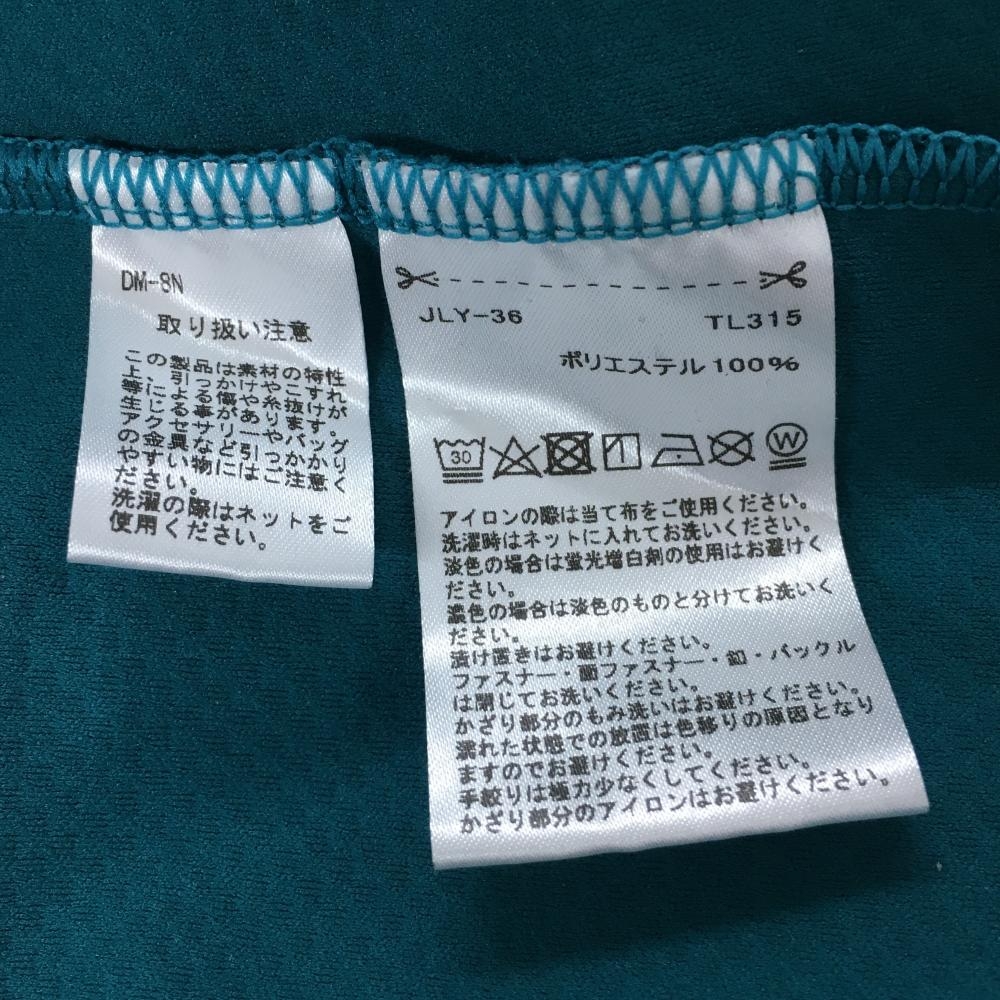 DM-8N
取り扱い注意
この製品は素材の特性
上、引っかけやこすれ
等による傷や糸抜けが
生じる事があります。
アクセサリーやバッグ
の金具など引っかかり
やすい物にはご注意く
ださい。
洗濯の際はネットをご
使用ください。
JLY-36 TL315
ポリエステル100%
30
W
アイロンの際は当て布をご使用ください。
洗濯時はネットに入れてお洗いください。
淡色の場合は蛍光増白剤の使用はお避けく
ださい。
濃色の場合は淡色のものと分けてお洗いく
ださい。
漬け置きはお避けください。
ファスナー・面ファスナー・釦・バックル
は閉じてお洗いください。
かざり部分のもみ洗いはお避けください。
濡れた状態での放置は色移りの原因となり
ますのでお避けください。
手絞りは極力少なくしてください。
かざり部分のアイロンはお避けください。